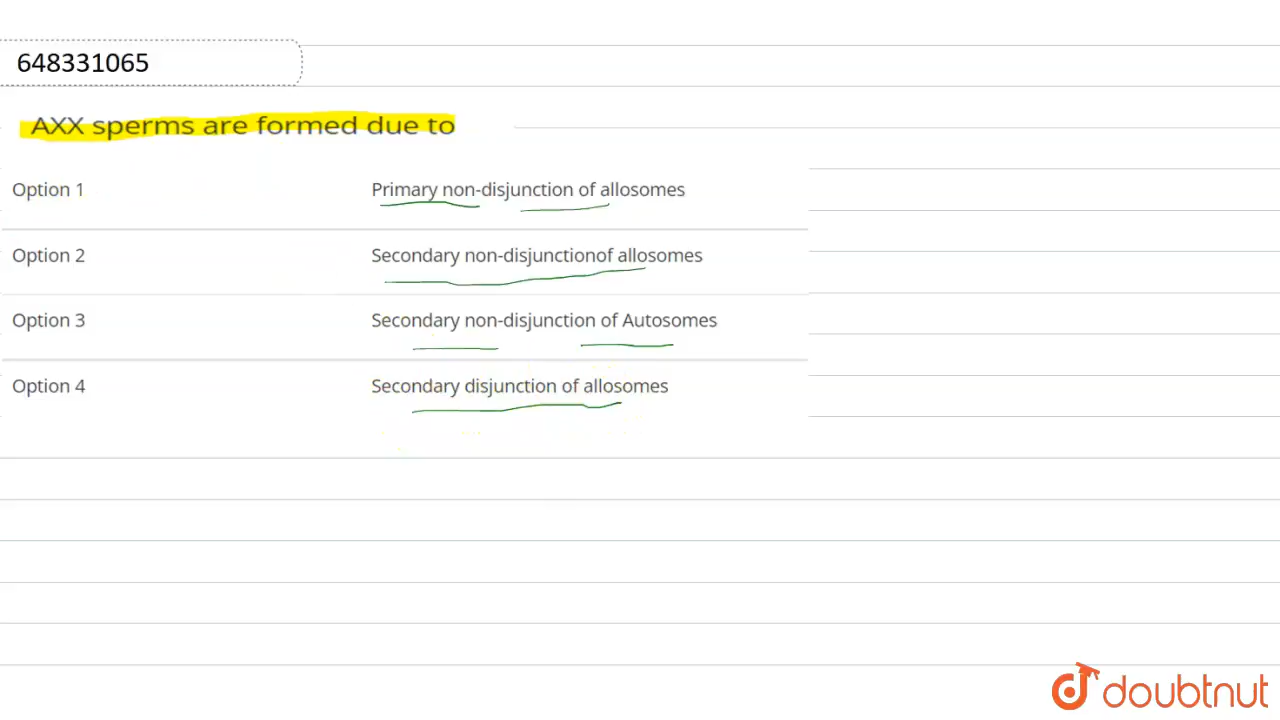 648331065
AXX sperms are formed due to
Option 1 Primary non-disjunction of allosomes
Option 2 Secondary non-disjunctionof allosomes
Option 3 Secondary non-disjunction of Autosomes
Option 4 Secondary disjunction of allosomes
doubtnut